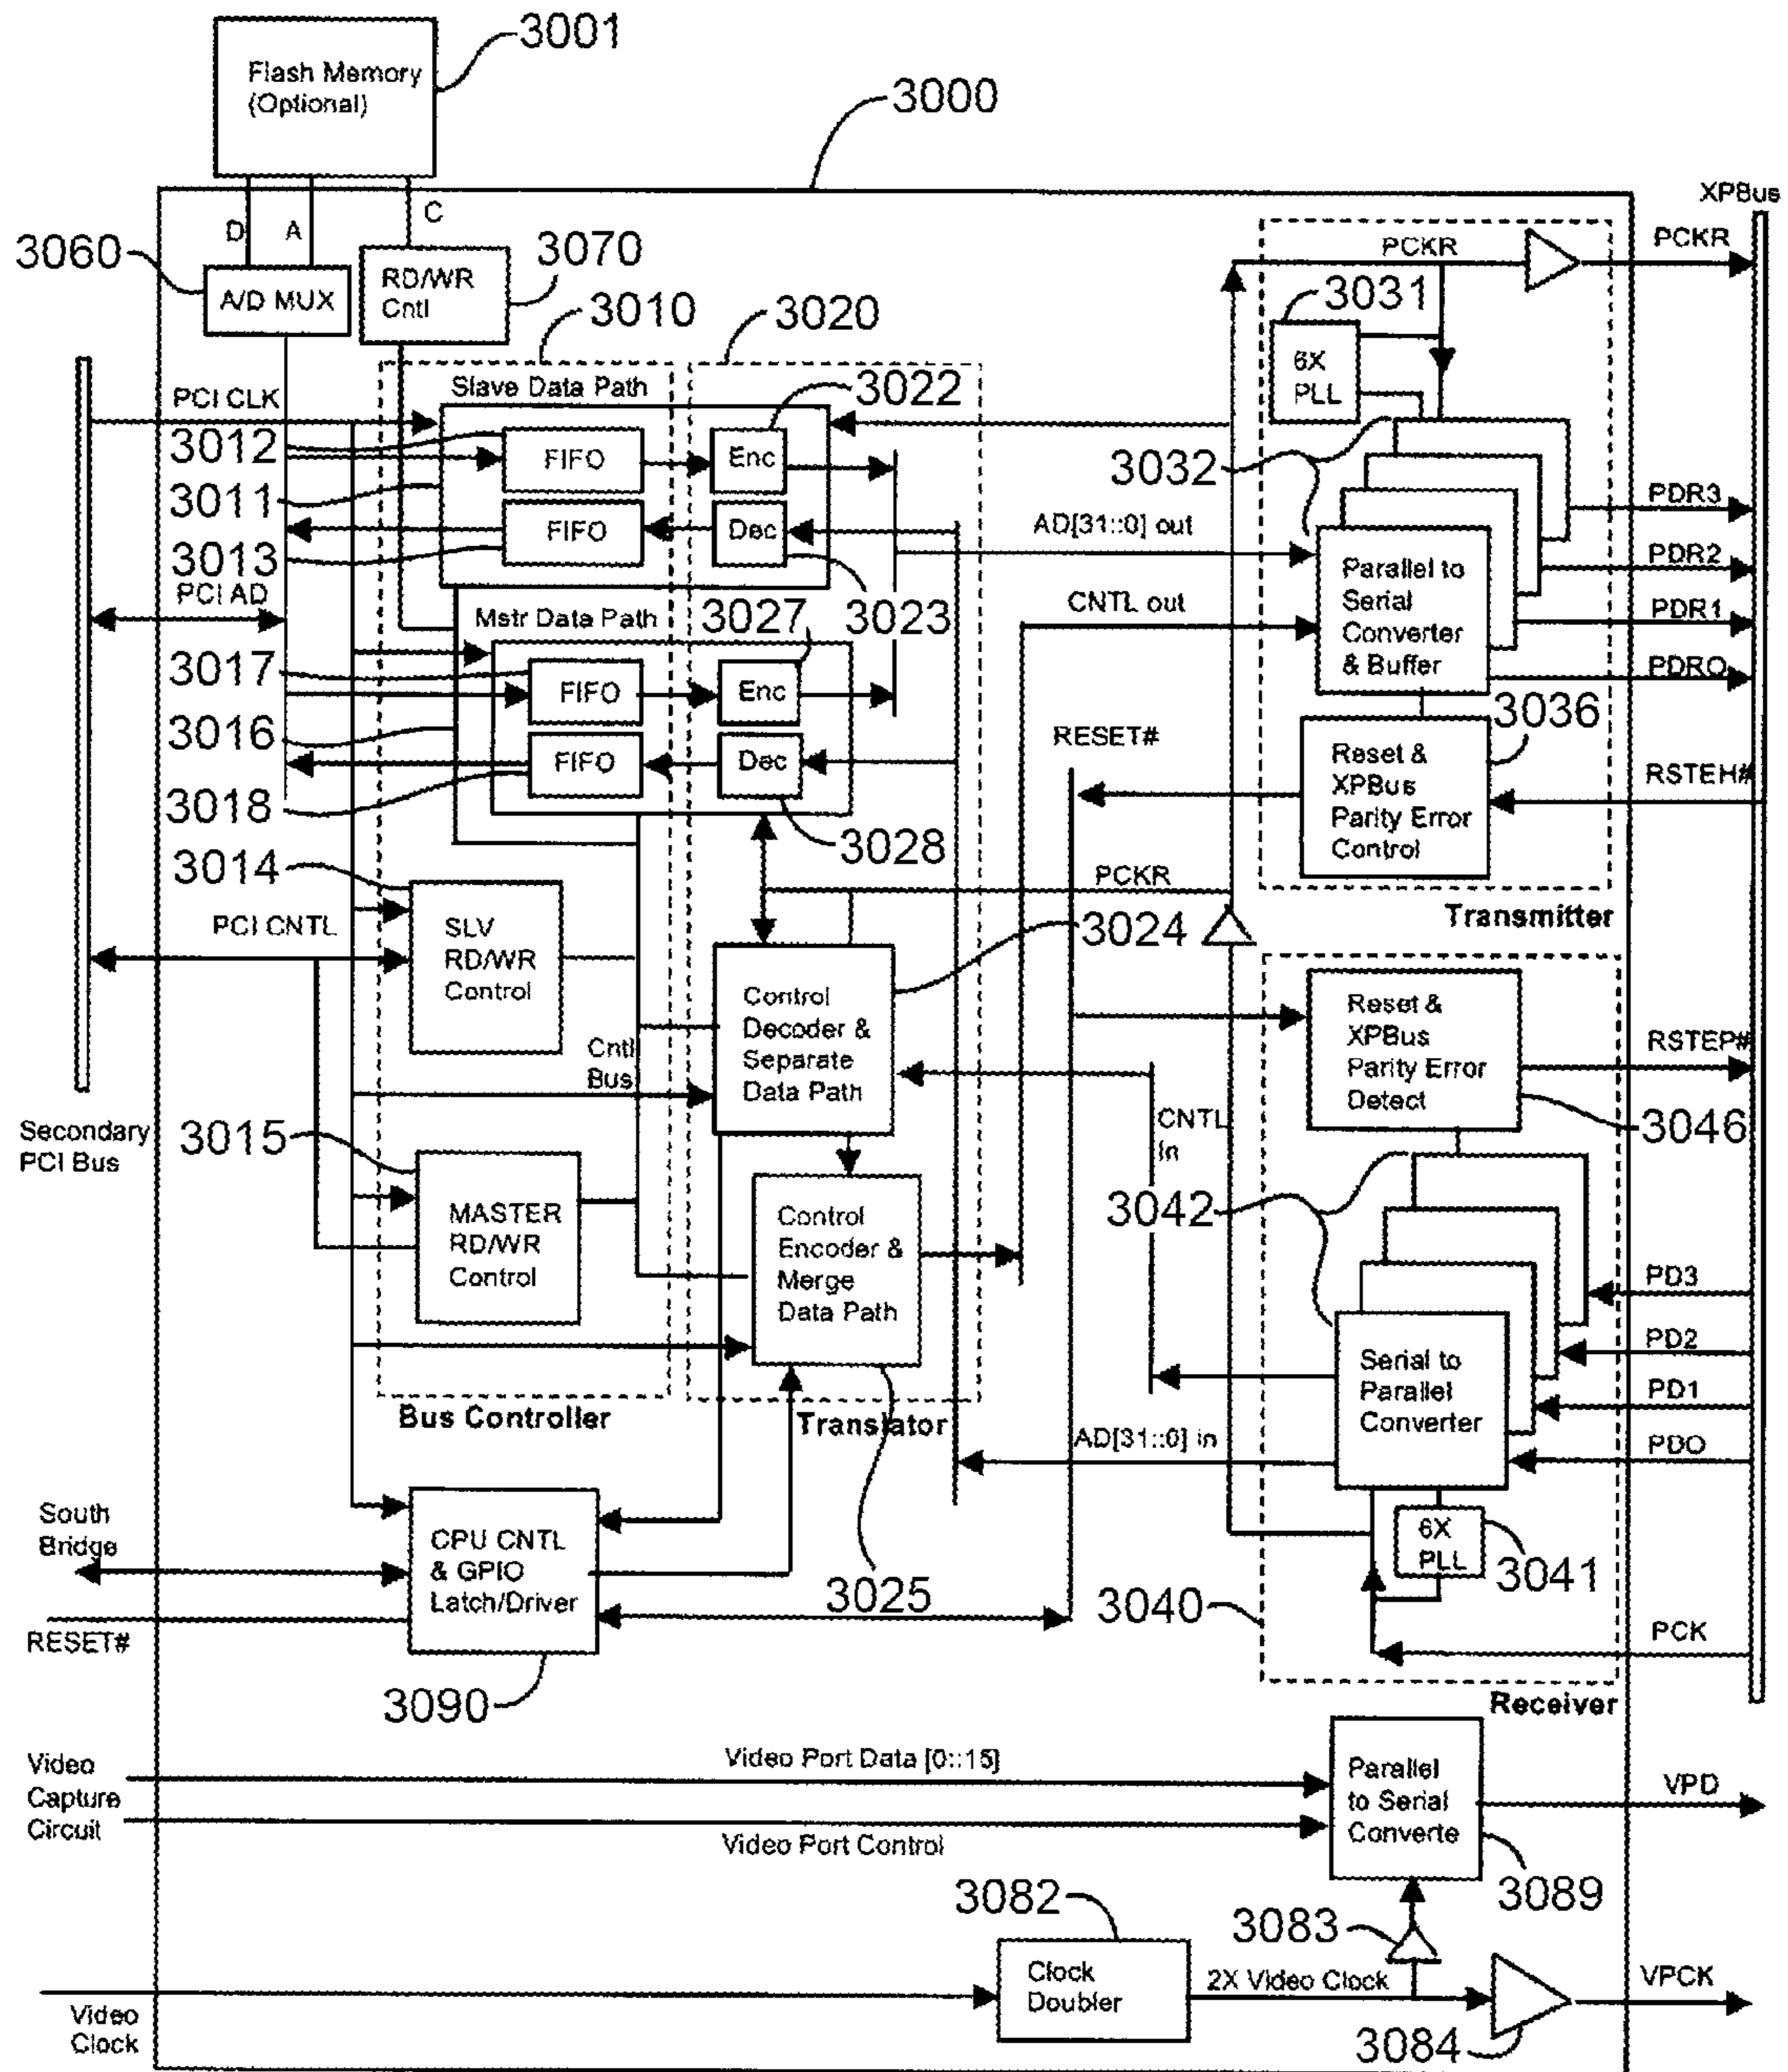 3001
Flash Memory
(Optional)
3000
XPBus
D
A
C
3060
A/D MUX
RD/WR
Cntl
3070
3010
3020
PCKR
PCKR
3031
6X
PLL
PCI CLK
Slave Data Path
3022
3012
FIFO
Enc
3032
3011
FIFO
Dec
AD[31::0] out
PDR3
3013
PCI AD
3023
Parallel to
Serial
Converter
& Buffer
PDR2
CNTL out
PDR1
Mstr Data Path
3027
PDRO
3017
FIFO
Enc
3036
3016
FIFO
Dec
RESET#
Reset &
XPBus
Parity Error
Control
RSTEH#
3018
3028
3014
PCKR
Transmitter
PCI CNTL
SLV
RD/WR
Control
3024
Control
Decoder &
Separate
Data Path
Reset &
XPBus
Parity Error
Detect
RSTEP#
Cntl
Bus
CNTL
in
3046
Secondary
PCI Bus
3015
MASTER
RD/WR
Control
Control
Encoder &
Merge
Data Path
3042
PD3
PD2
Serial to
Parallel
Converter
PD1
Bus Controller
Translator
AD[31::0] in
PDO
South
Bridge
CPU CNTL
& GPIO
Latch/Driver
6X
PLL
3041
3025
3040
RESET#
PCK
3090
Receiver
Video
Capture
Circuit
Video Port Data [0::15]
Parallel
to Serial
Converte
VPD
Video Port Control
3082
3083
3089
Clock
Doubler
2X Video Clock
VPCK
Video
Clock
3084